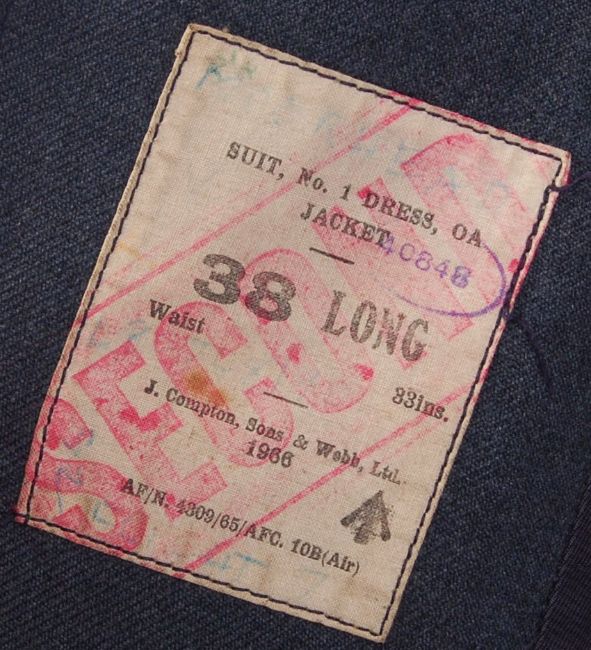 SUIT, No. 1 DRESS, OA
JACKET
40848
38 LONG
Waist 33ins.
J. Compton, Sons & Webb, Ltd.
1966
AF/N. 4309/65/AFC. 10B(Air)
SECOND